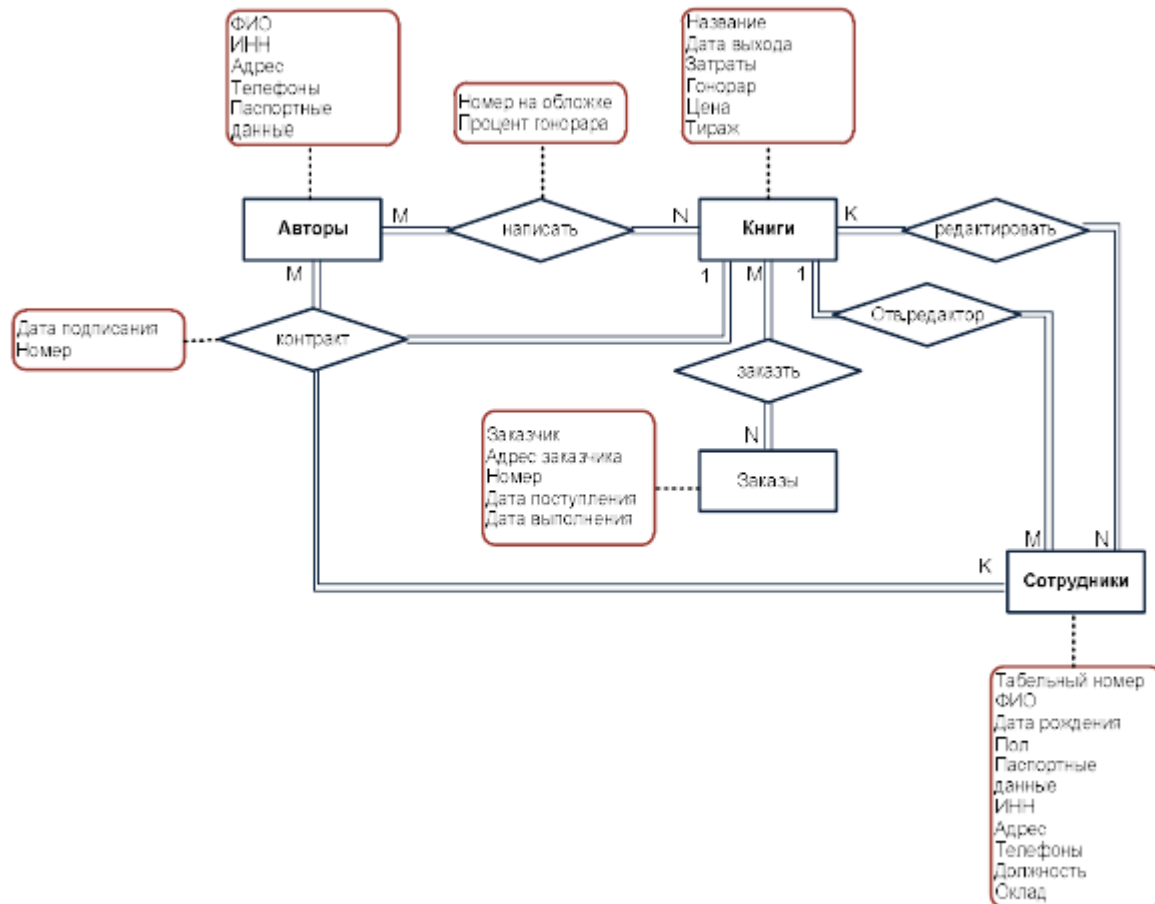 ФИО
ИНН
Адрес
Телефоны
Паспортные
данные
Номер на обложке
Процент гонорара
Название
Дата выхода
Затраты
Гонорар
Цена
Тираж
Авторы
M
написать
N
Книги
K
редактировать
M
1
M
1
Дата подписания
Номер
контракт
Отв.редактор
заказть
Заказчик
Адрес заказчика
Номер
Дата поступления
Дата выполнения
N
Заказы
M
N
K
Сотрудники
Табельный номер
ФИО
Дата рождения
Пол
Паспортные
данные
ИНН
Адрес
Телефоны
Должность
Оклад